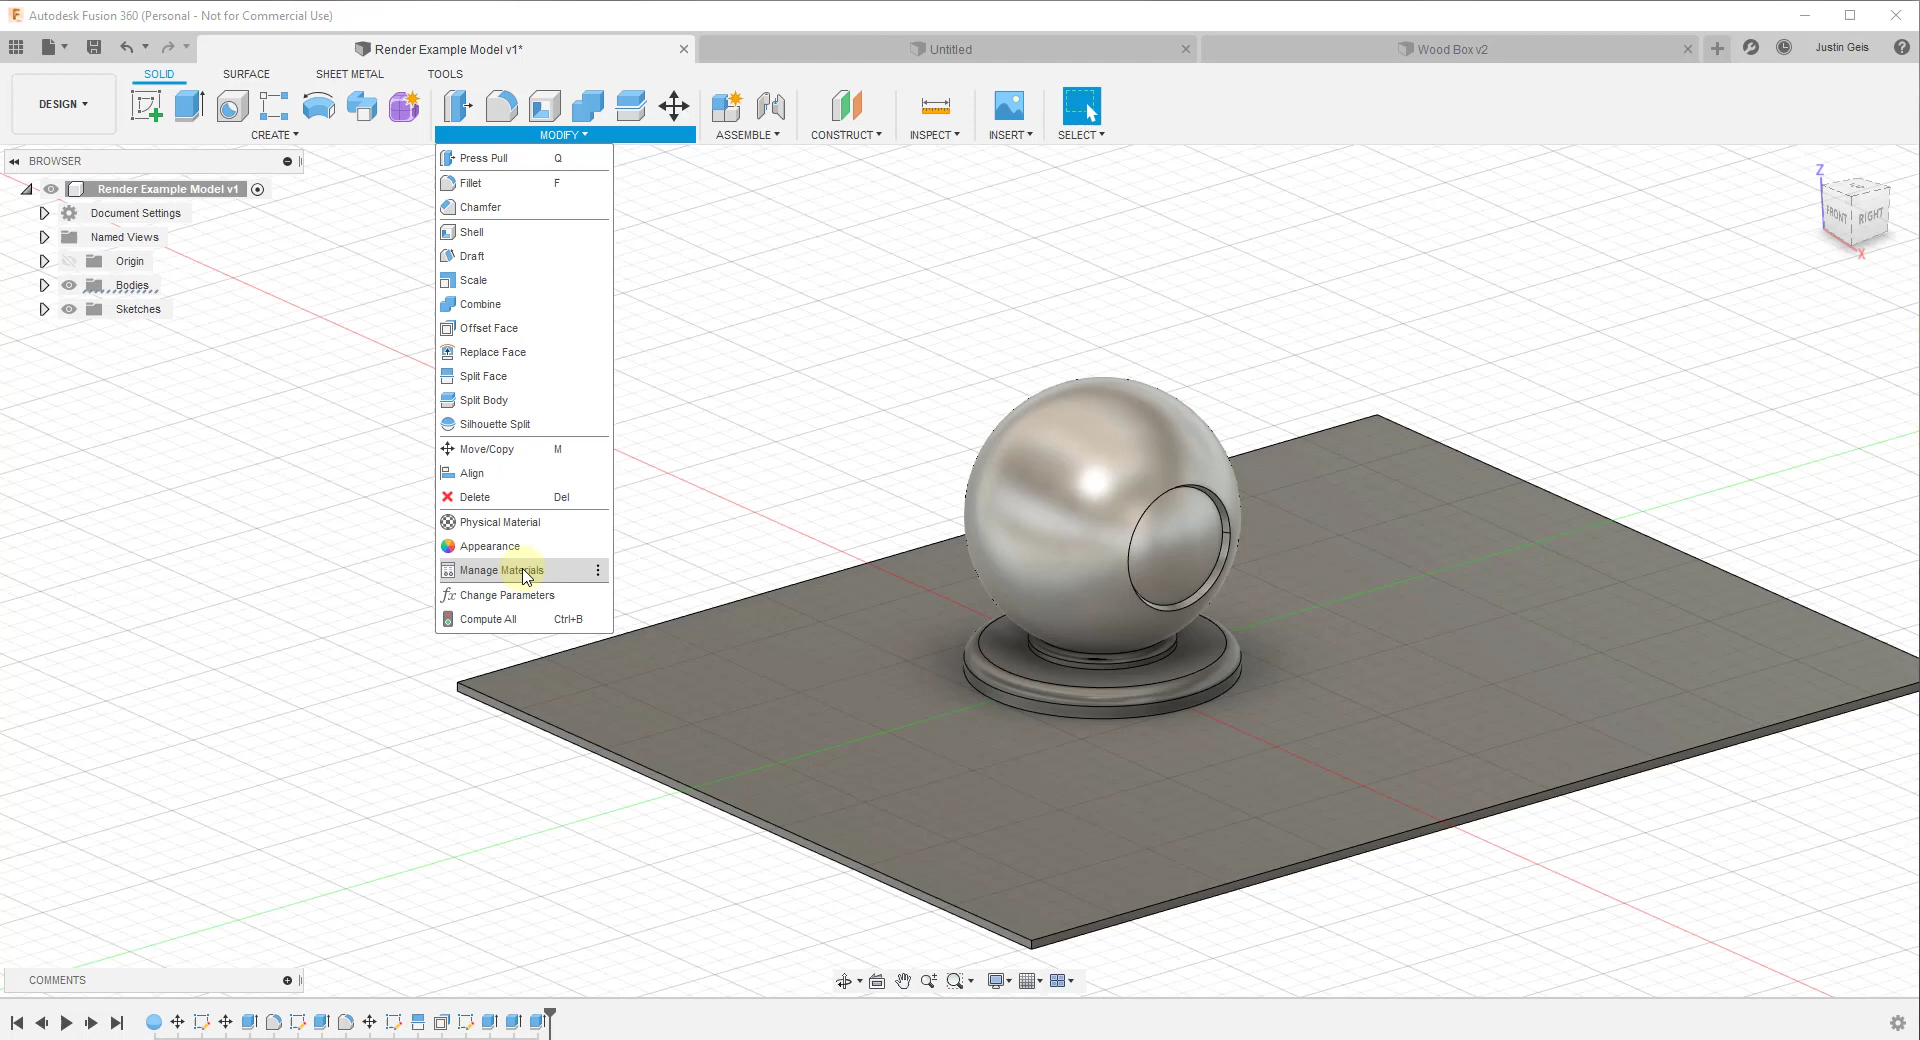 Autodesk Fusion 360 (Personal - Not for Commercial Use)
Render Example Model v1*
Untitled
Wood Box v2
Justin Geis
DESIGN
SOLID
SURFACE
SHEET METAL
TOOLS
CREATE
MODIFY
ASSEMBLE
CONSTRUCT
INSPECT
INSERT
SELECT
BROWSER
Render Example Model v1
Document Settings
Named Views
Origin
Bodies
Sketches
Press Pull Q
Fillet F
Chamfer
Shell
Draft
Scale
Combine
Offset Face
Replace Face
Split Face
Split Body
Silhouette Split
Move/Copy M
Align
Delete Del
Physical Material
Appearance
Manage Materials
fx Change Parameters
Compute All Ctrl+B
Z
FRONT
RIGHT
X
COMMENTS